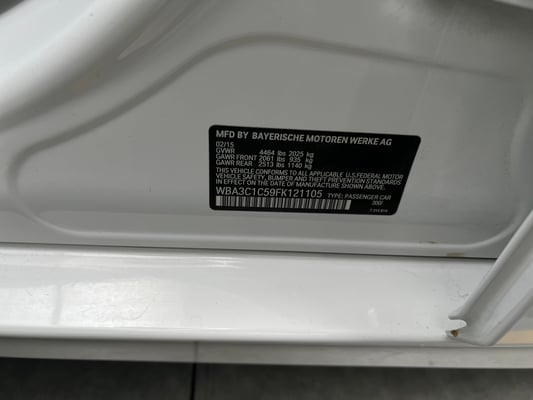 MFD BY BAYERISCHE MOTOREN WERKE AG
02/15
GVWR 4464 lbs 2025 kg
GAWR FRONT 2061 lbs 935 kg
GAWR REAR 2513 lbs 1140 kg
THIS VEHICLE CONFORMS TO ALL APPLICABLE U.S.FEDERAL MOTOR
VEHICLE SAFETY, BUMPER AND THEFT PREVENTION STANDARDS IN
EFFECT ON THE DATE OF MANUFACTURE SHOWN ABOVE.
WBA3C1C59FK121105 TYPE: PASSENGER CAR